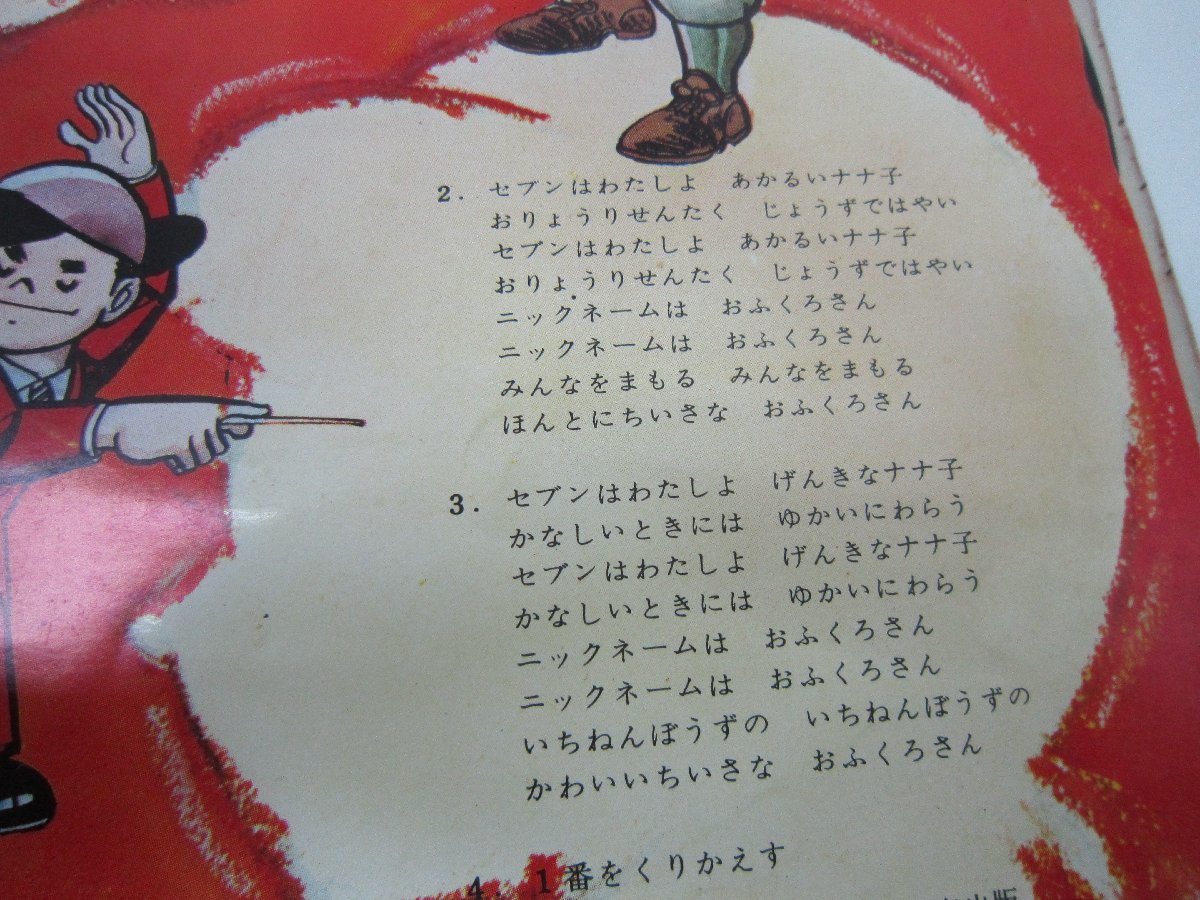 2. セブンはわたしよ　あかるいナナ子
おりょうりせんたく　じょうずではやい
セブンはわたしよ　あかるいナナ子
おりょうりせんたく　じょうずではやい
ニックネームは　おふくろさん
ニックネームは　おふくろさん
みんなをまもる　みんなをまもる
ほんとにちいさな　おふくろさん
3. セブンはわたしよ　げんきなナナ子
かなしいときには　ゆかいにわらう
セブンはわたしよ　げんきなナナ子
かなしいときには　ゆかいにわらう
ニックネームは　おふくろさん
ニックネームは　おふくろさん
いちねんぼうずの　いちねんぼうずの
かわいいちいさな　おふくろさん
4. 1番をくりかえす
出版